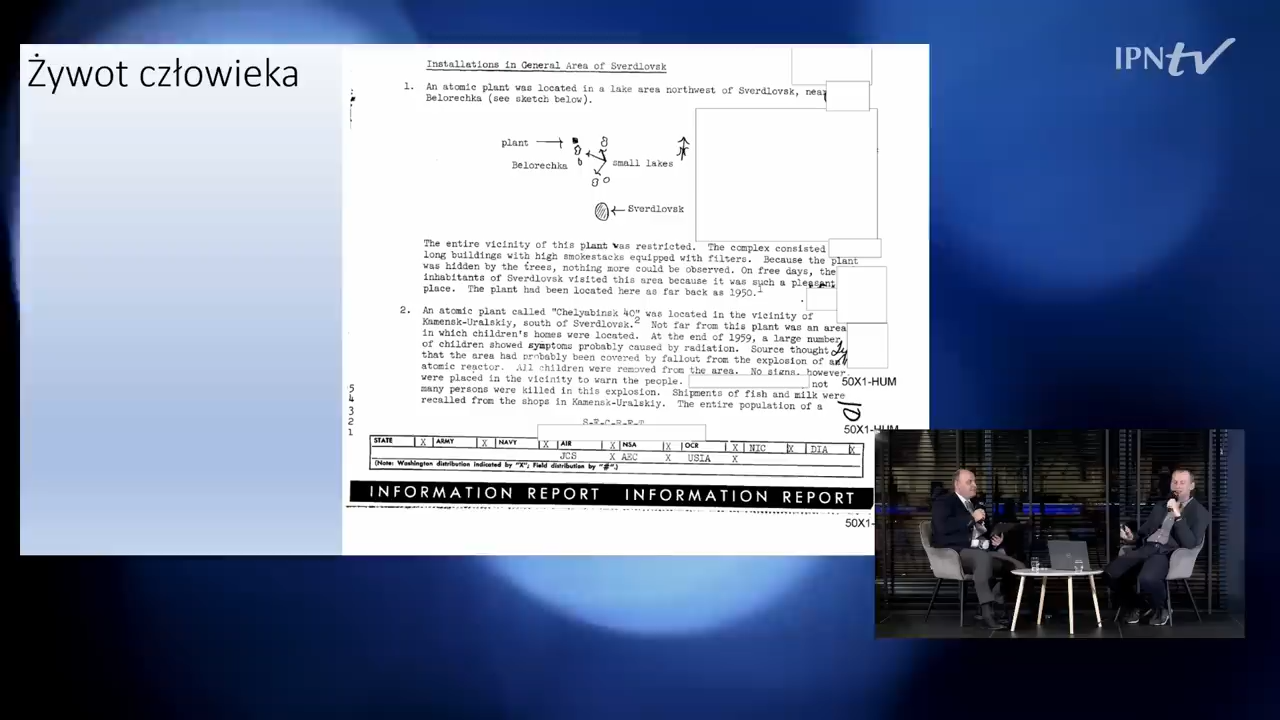 Żywot człowieka
IPNtv
Installations in General Area of Sverdlovsk
1. An atomic plant was located in a lake area northwest of Sverdlovsk, near
Belorechka (see sketch below).
plant
Belorechka
small lakes
Sverdlovsk
The entire vicinity of this plant was restricted. The complex consisted
long buildings with high smokestacks equipped with filters. Because the plant
was hidden by the trees, nothing more could be observed. On free days, the
inhabitants of Sverdlovsk visited this area because it was such a pleasant
place. The plant had been located here as far back as 1950.1
2. An atomic plant called "Chelyabinsk 40" was located in the vicinity of
Kamensk-Uralskiy, south of Sverdlovsk.2 Not far from this plant was an area
in which children's homes were located. At the end of 1959, a large number
of children showed symptoms probably caused by radiation. Source thought
that the area had probably been covered by fallout from the explosion of an
atomic reactor. All children were removed from the area. No signs, however,
were placed in the vicinity to warn the people. not
many persons were killed in this explosion. Shipments of fish and milk were
recalled from the shops in Kamensk-Uralskiy. The entire population of a
50X1-HUM
5
4
3
2
1
S-E-C-R-E-T
50X1-HUM
STATE X ARMY X NAVY X AIR X NSA X OCR X NIC X DIA X
JCS X AEC X USIA X
(Note: Washington distribution indicated by "X"; Field distribution by "#".)
INFORMATION REPORT INFORMATION REPORT
50X1-